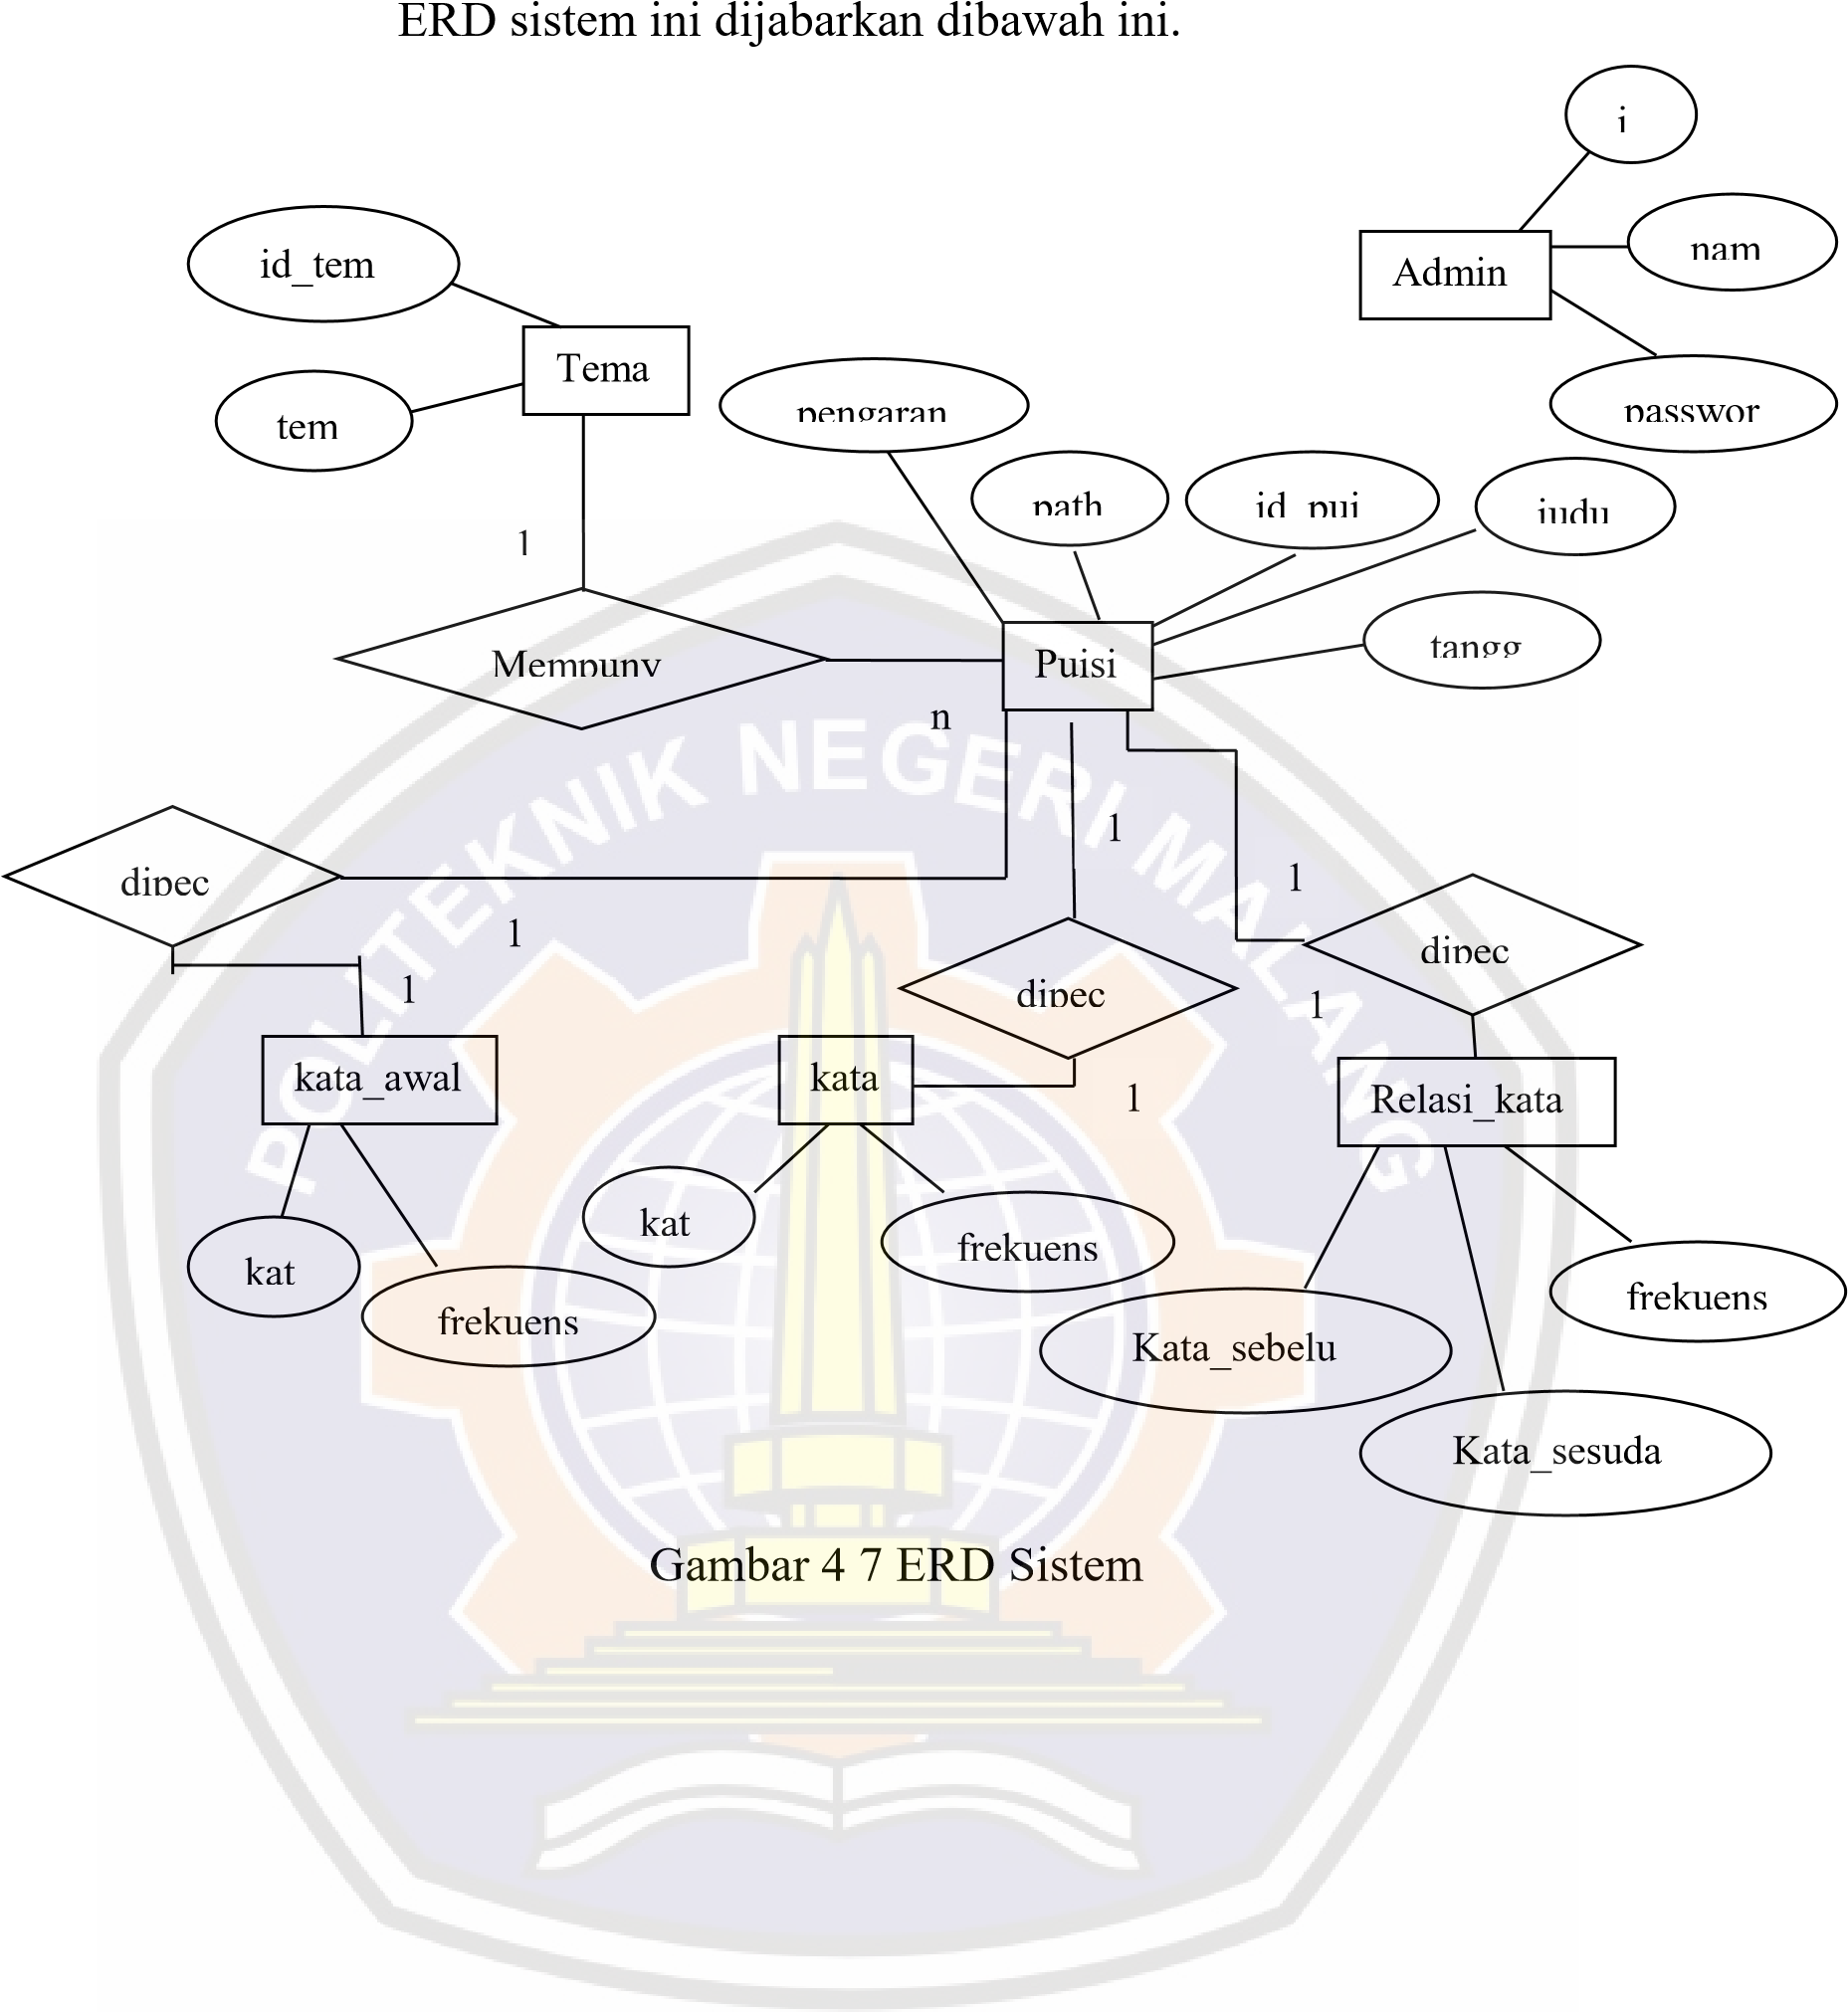 ERD sistem ini dijabarkan dibawah ini.
i
nam
Admin
passwor
id_tem
Tema
tem
pengaran
path
id_pui
judu
tangg
1
Mempuny
Puisi
n
POLITEKNIK NEGERI MALANG
dipec
1
1
1
dipec
dipec
1
1
1
kata_awal
kata
Relasi_kata
kat
frekuens
kat
frekuens
Kata_sebelu
Kata_sesuda
frekuens
Gambar 4 7 ERD Sistem